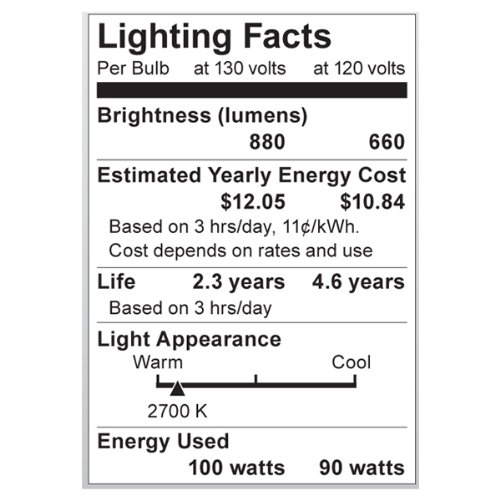 Lighting Facts
Per Bulb at 130 volts at 120 volts
Brightness (lumens)
880 660
Estimated Yearly Energy Cost
$12.05 $10.84
Based on 3 hrs/day, 11¢/kWh.
Cost depends on rates and use
Life 2.3 years 4.6 years
Based on 3 hrs/day
Light Appearance
Warm Cool
2700 K
Energy Used
100 watts 90 watts